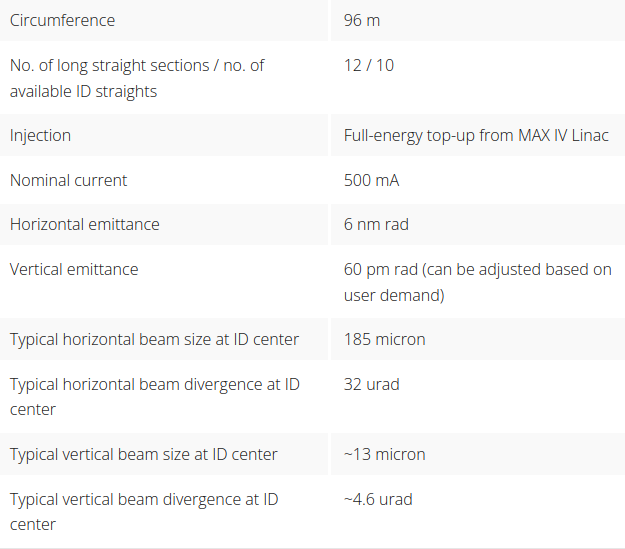 Circumference
96 m
No. of long straight sections / no. of
available ID straights
12 / 10
Injection
Full-energy top-up from MAX IV Linac
Nominal current
500 mA
Horizontal emittance
6 nm rad
Vertical emittance
60 pm rad (can be adjusted based on
user demand)
Typical horizontal beam size at ID center
185 micron
Typical horizontal beam divergence at ID
center
32 urad
Typical vertical beam size at ID center
~13 micron
Typical vertical beam divergence at ID
center
~4.6 urad